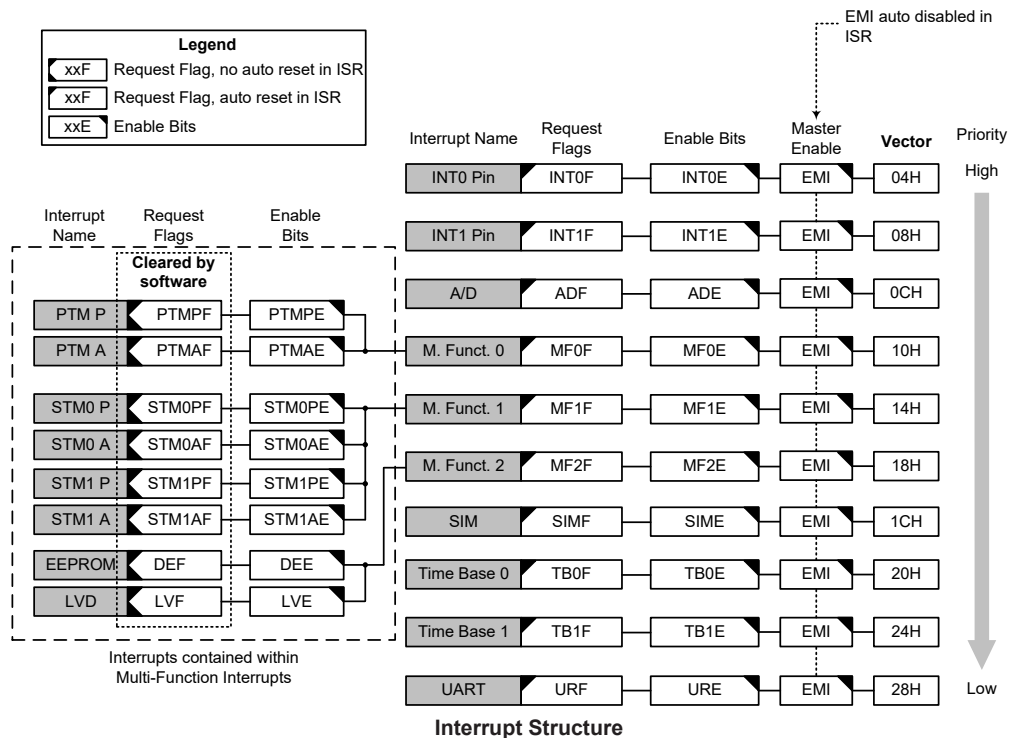 EMI auto disabled in
ISR
Legend
xxF Request Flag, no auto reset in ISR
xxF Request Flag, auto reset in ISR
xxE Enable Bits
Interrupt Name Request Flags Enable Bits Master Enable Vector Priority
INT0 Pin INT0F INT0E EMI 04H High
INT1 Pin INT1F INT1E EMI 08H
A/D ADF ADE EMI 0CH
M. Funct. 0 MF0F MF0E EMI 10H
M. Funct. 1 MF1F MF1E EMI 14H
M. Funct. 2 MF2F MF2E EMI 18H
SIM SIMF SIME EMI 1CH
Time Base 0 TB0F TB0E EMI 20H
Time Base 1 TB1F TB1E EMI 24H
UART URF URE EMI 28H Low
Interrupt Name Request Flags Enable Bits
Cleared by
software
PTM P PTMPF PTMPE
PTM A PTMAF PTMAE
STM0 P STM0PF STM0PE
STM0 A STM0AF STM0AE
STM1 P STM1PF STM1PE
STM1 A STM1AF STM1AE
EEPROM DEF DEE
LVD LVF LVE
Interrupts contained within
Multi-Function Interrupts
Interrupt Structure